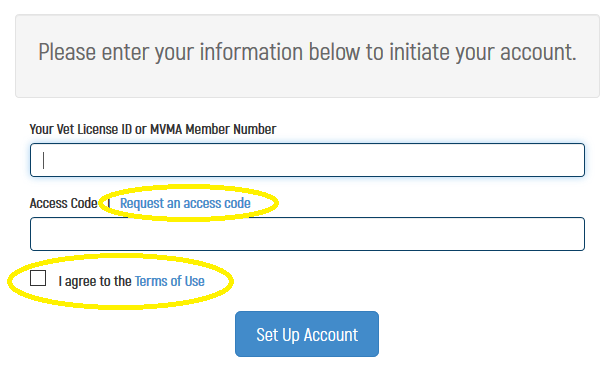 Please enter your information below to initiate your account.
Your Vet License ID or MVMA Member Number
Access Code | Request an access code
I agree to the Terms of Use
Set Up Account